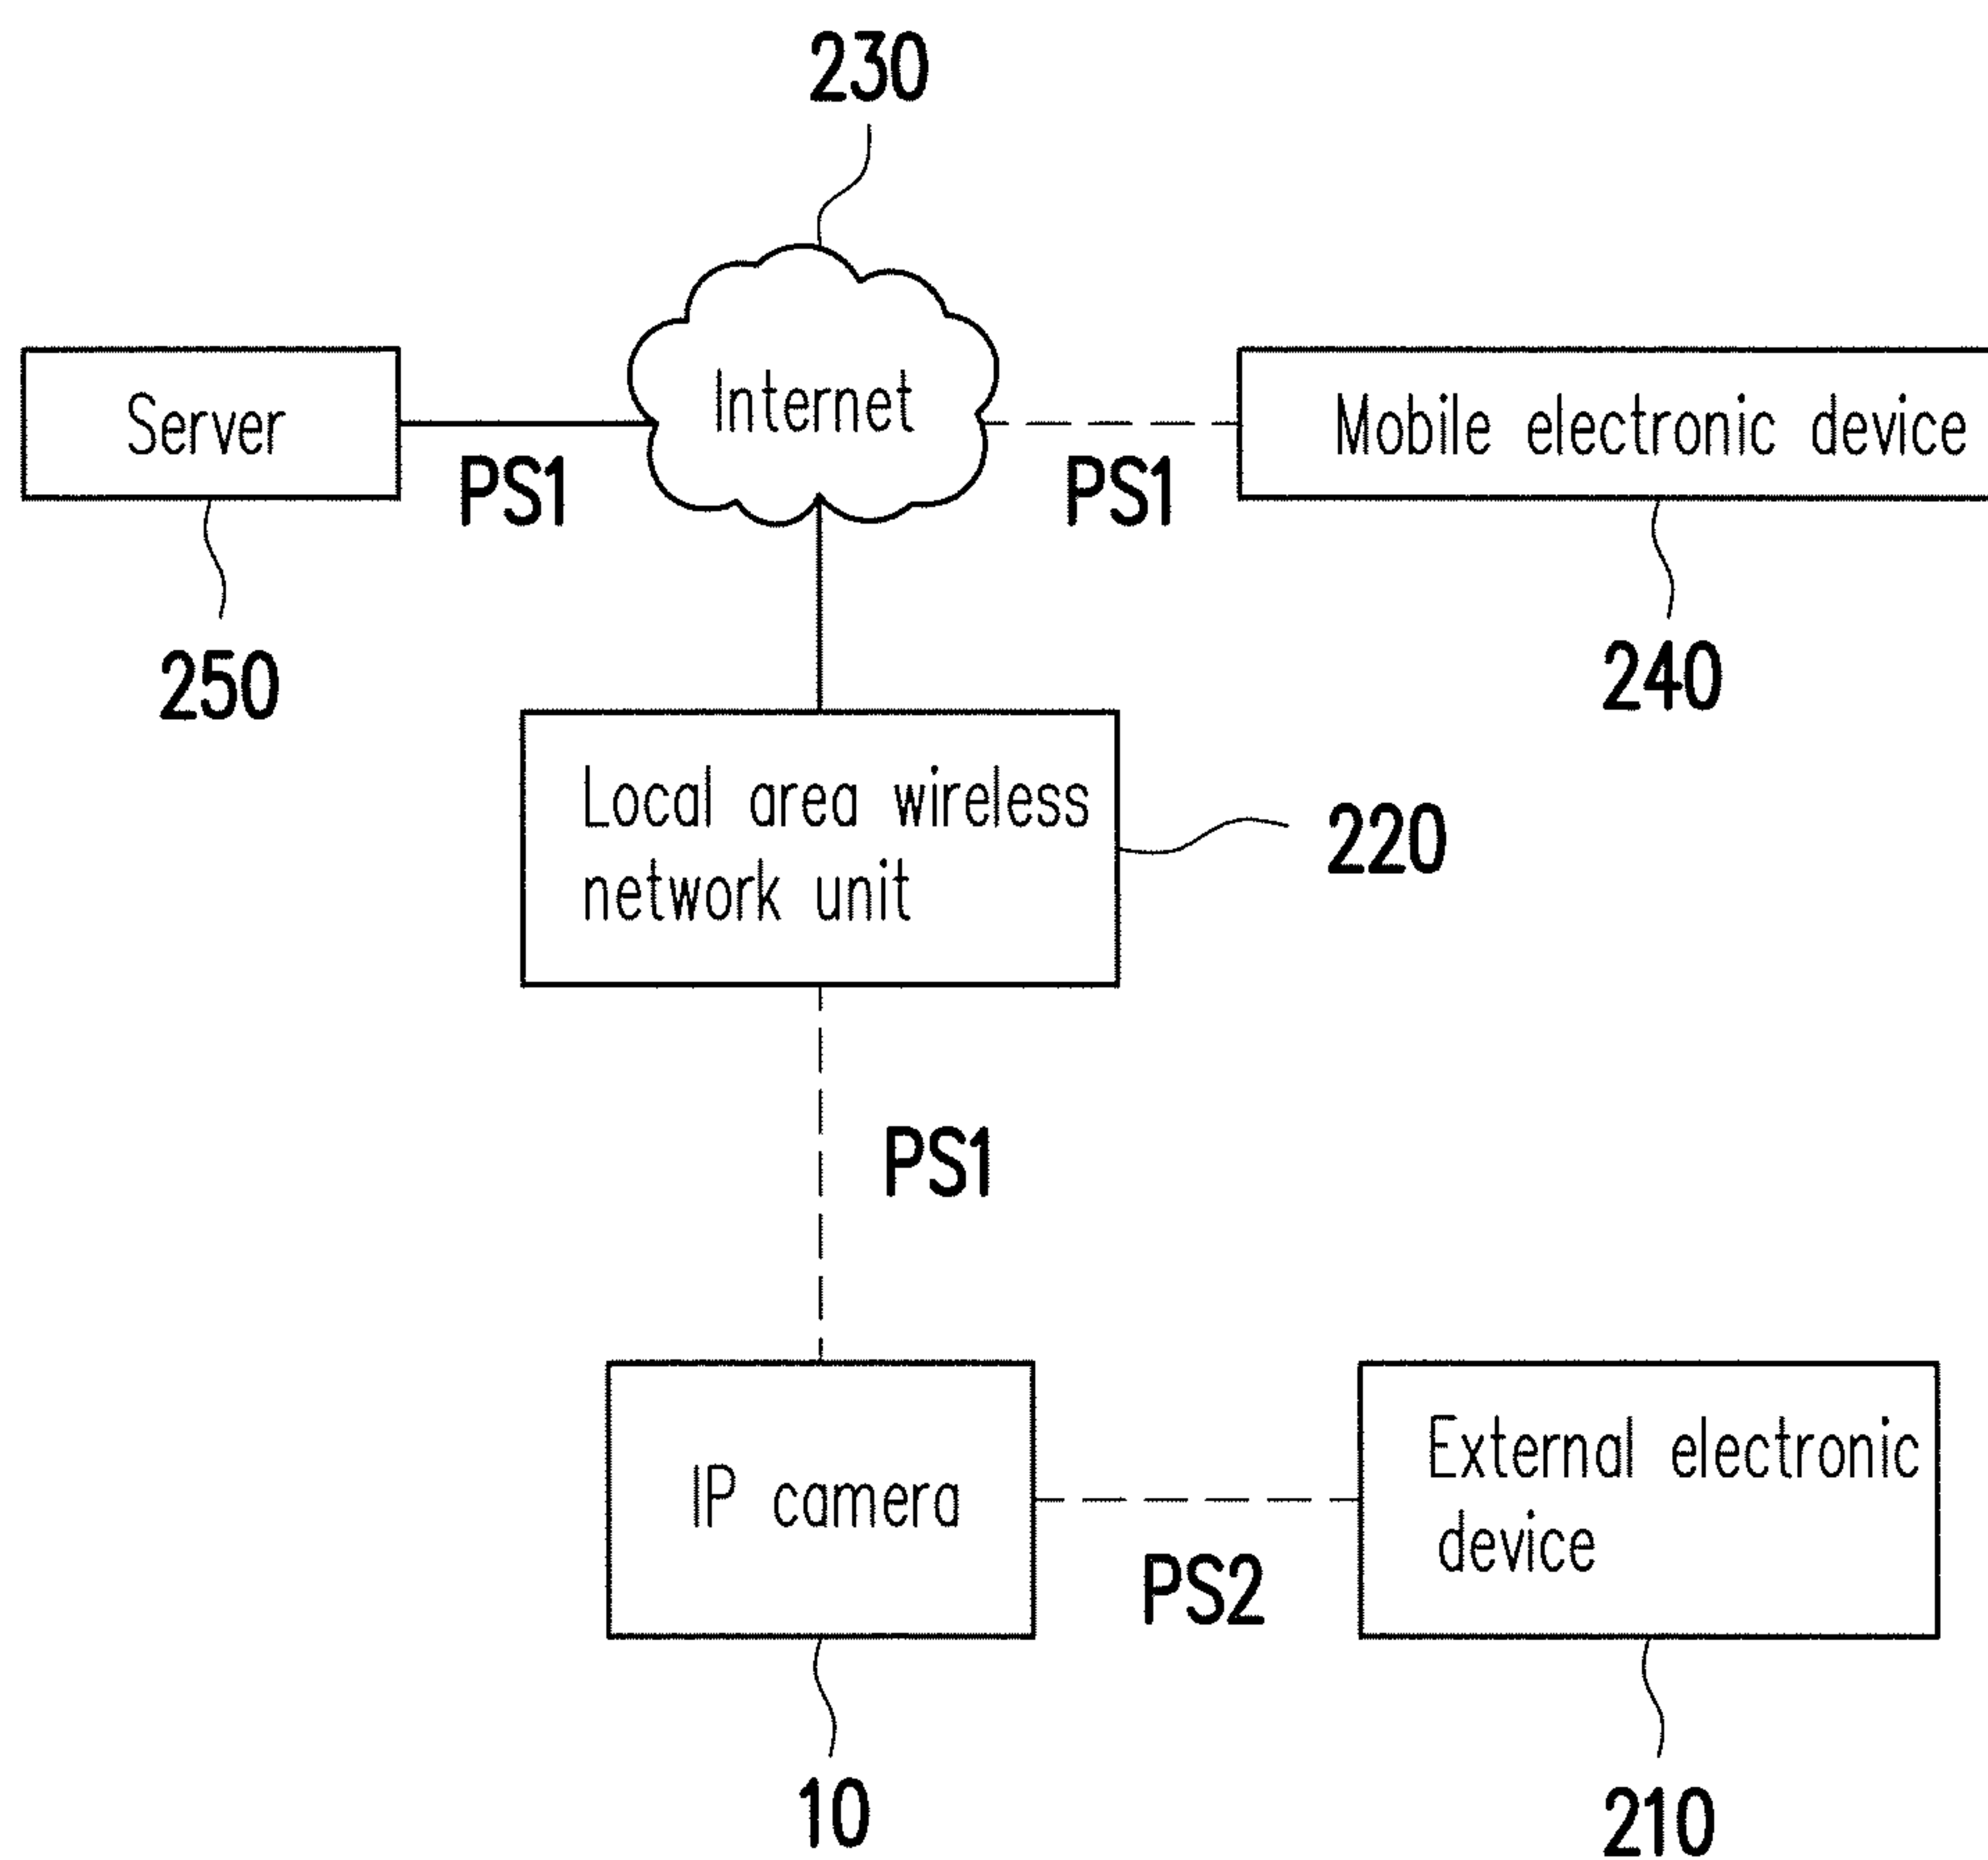 230
Server
Internet
Mobile electronic device
PS1
PS1
250
240
Local area wireless
network unit
220
PS1
IP camera
External electronic
device
PS2
10
210